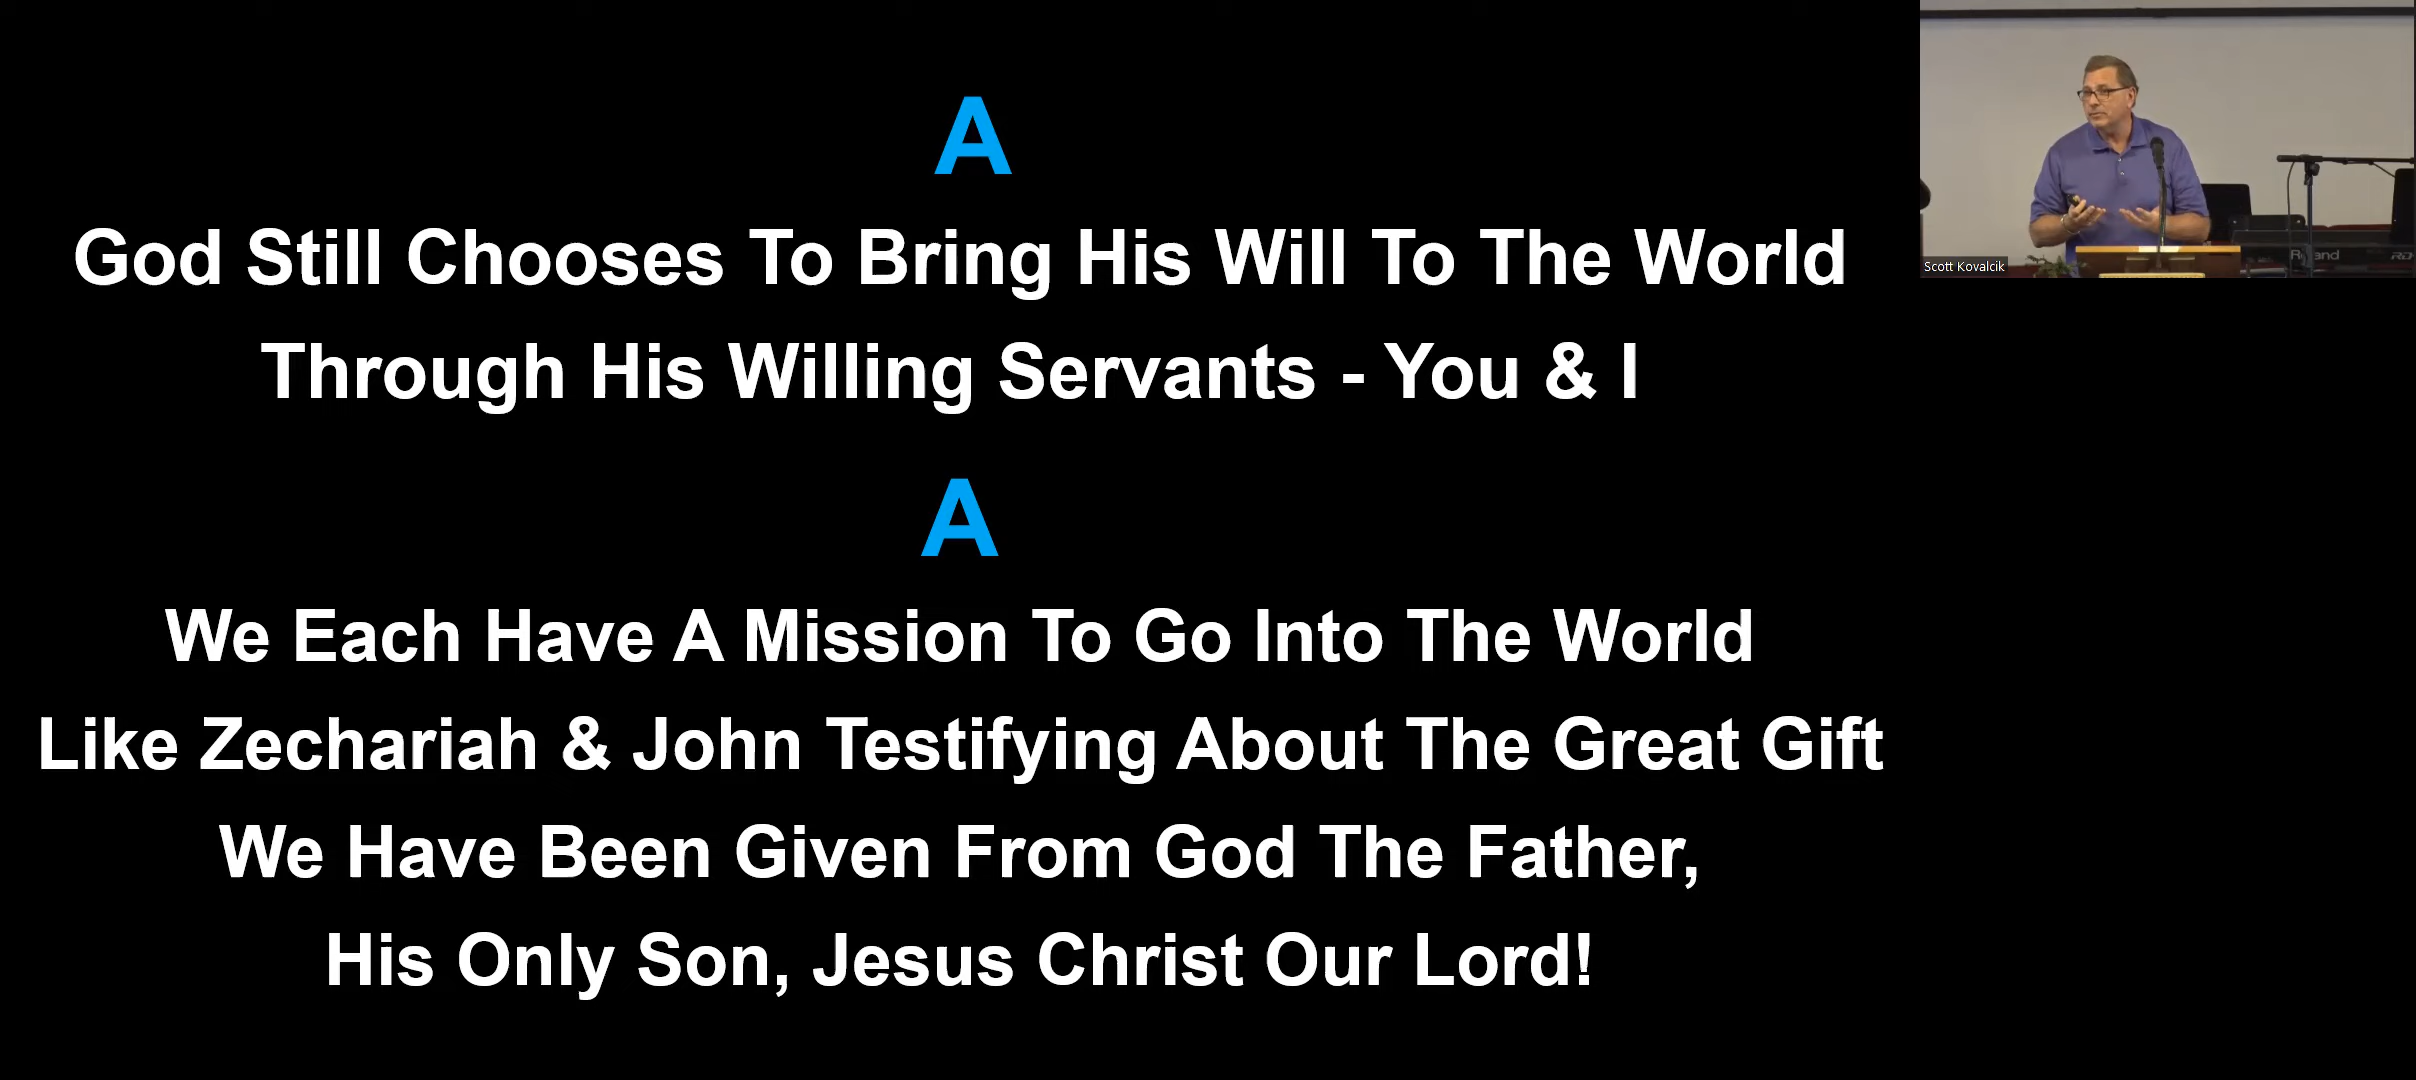 A
God Still Chooses To Bring His Will To The World
Through His Willing Servants - You & I
A
We Each Have A Mission To Go Into The World
Like Zechariah & John Testifying About The Great Gift
We Have Been Given From God The Father,
His Only Son, Jesus Christ Our Lord!
Scott Kovalcik
Roland